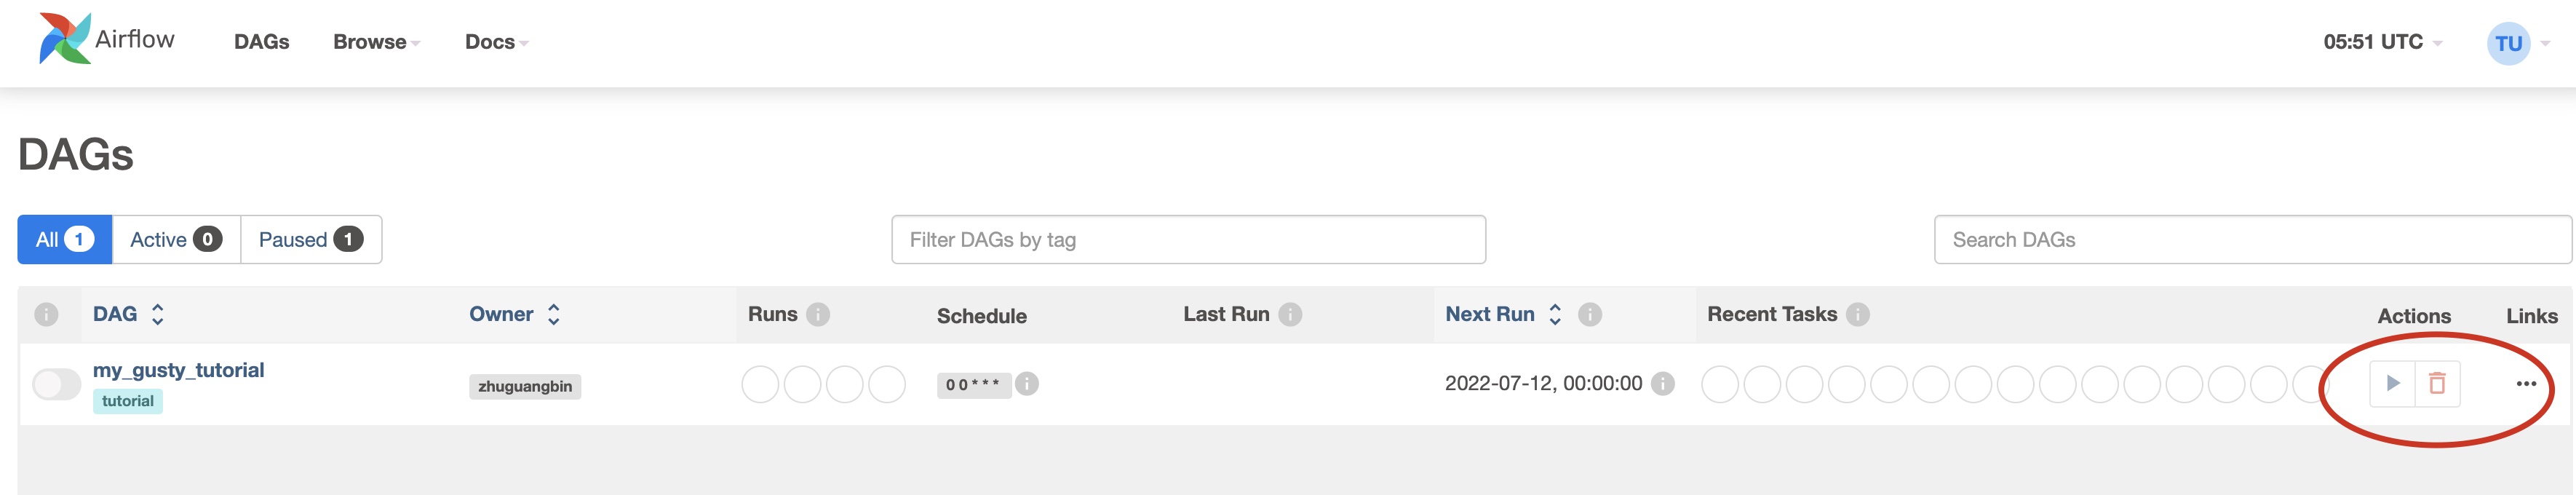 Airflow DAGs Browse Docs 05:51 UTC TU
DAGs
All 1 Active 0 Paused 1 Filter DAGs by tag Search DAGs
i DAG Owner Runs i Schedule Last Run i Next Run i Recent Tasks i Actions Links
my_gusty_tutorial
zhuguangbin 0 0 * * * i 2022-07-12, 00:00:00 i
tutorial